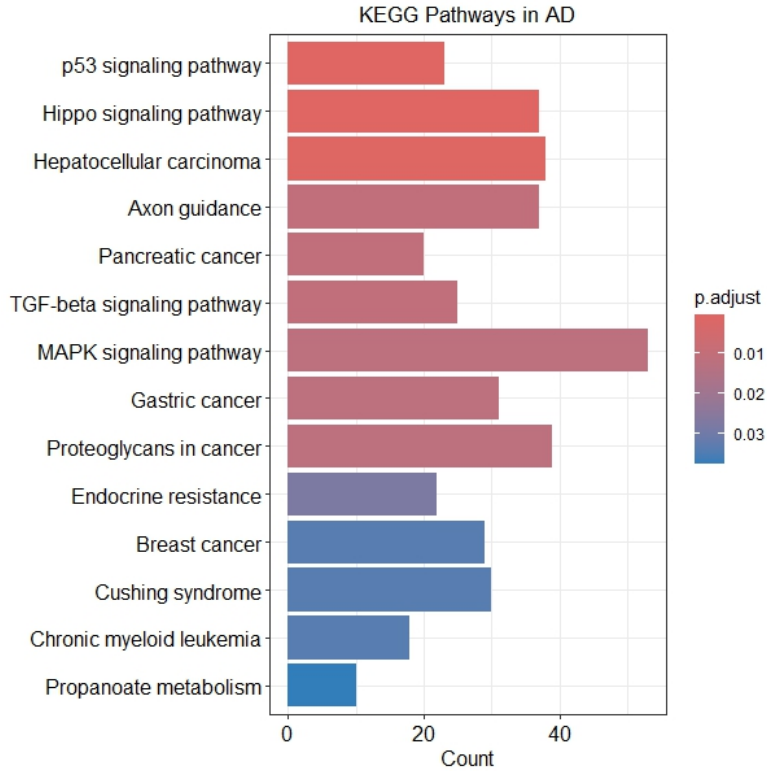 KEGG Pathways in AD
p53 signaling pathway
Hippo signaling pathway
Hepatocellular carcinoma
Axon guidance
Pancreatic cancer
TGF-beta signaling pathway
MAPK signaling pathway
Gastric cancer
Proteoglycans in cancer
Endocrine resistance
Breast cancer
Cushing syndrome
Chronic myeloid leukemia
Propanoate metabolism
0 20 40
Count
p.adjust
0.01
0.02
0.03